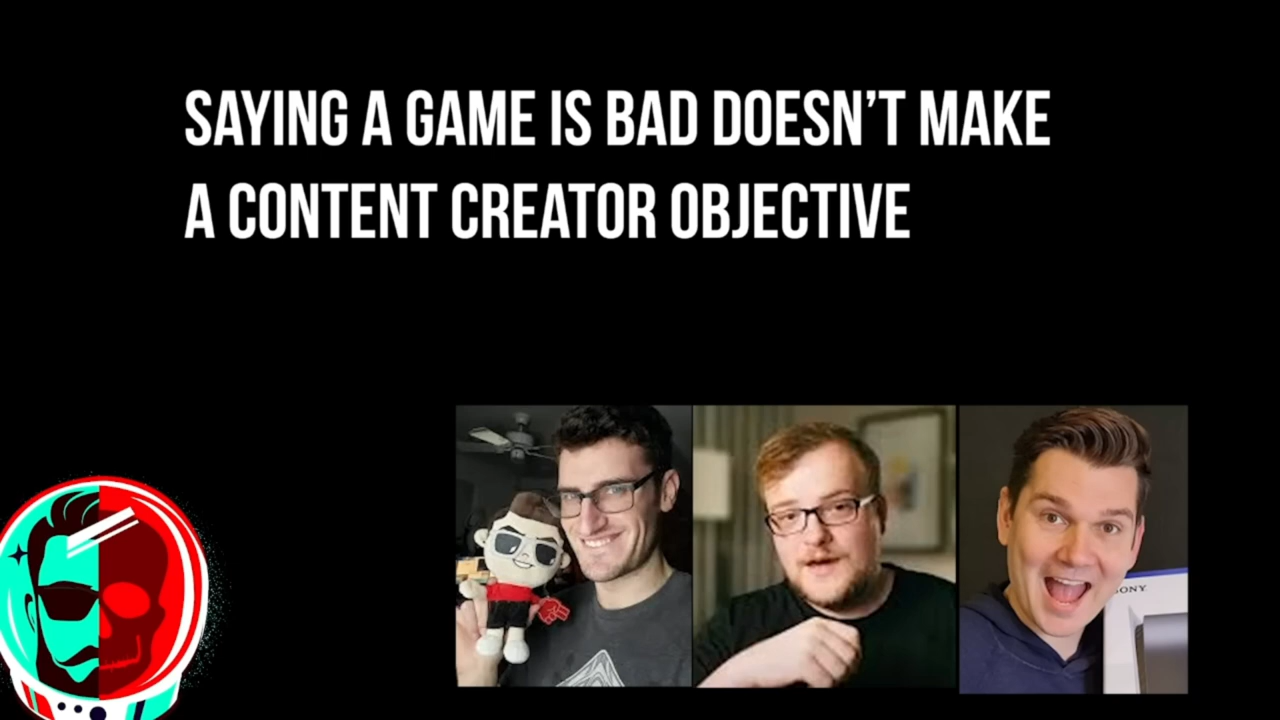 SAYING A GAME IS BAD DOESN'T MAKE
A CONTENT CREATOR OBJECTIVE
SONY